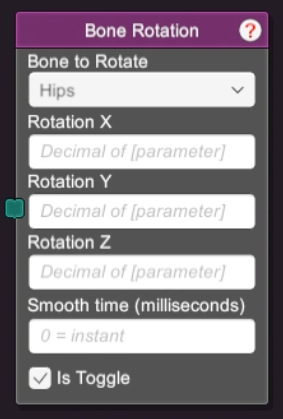 Bone Rotation ?
Bone to Rotate
Hips
Rotation X
Decimal of [parameter]
Rotation Y
Decimal of [parameter]
Rotation Z
Decimal of [parameter]
Smooth time (milliseconds)
0 = instant
Is Toggle